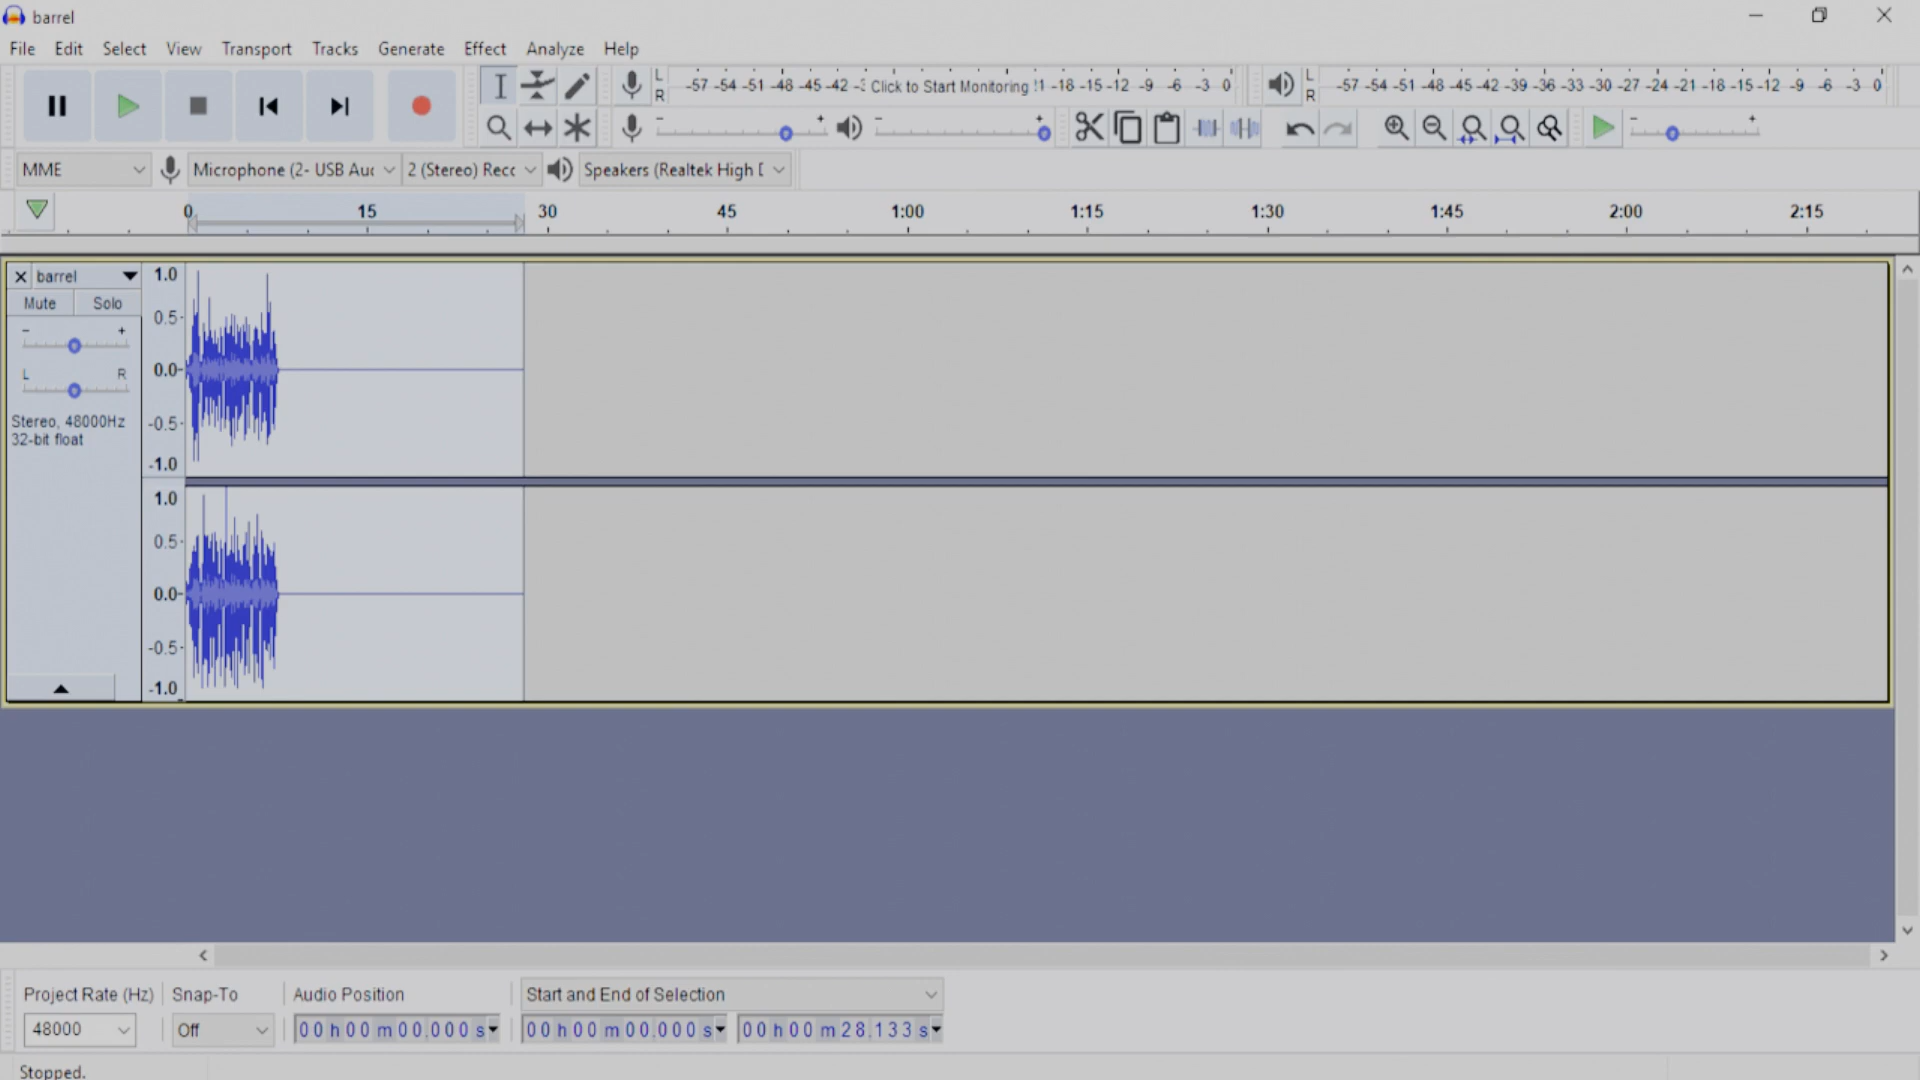 barrel
File Edit Select View Transport Tracks Generate Effect Analyze Help
L R -57 -54 -51 -48 -45 -42 Click to Start Monitoring -18 -15 -12 -9 -6 -3 0 L R -57 -54 -51 -48 -45 -42 -39 -36 -33 -30 -27 -24 -21 -18 -15 -12 -9 -6 -3 0
- + - + - +
MME Microphone (2- USB Auc 2 (Stereo) Recc Speakers (Realtek High
0 15 30 45 1:00 1:15 1:30 1:45 2:00 2:15
barrel
Mute Solo
- +
L R
Stereo, 48000Hz
32-bit float
1.0
0.5
0.0
-0.5
-1.0
1.0
0.5
0.0
-0.5
-1.0
Project Rate (Hz) Snap-To Audio Position Start and End of Selection
48000 Off 00 h 00 m 00.000 s 00 h 00 m 00.000 s 00 h 00 m 28.133 s
Stopped.